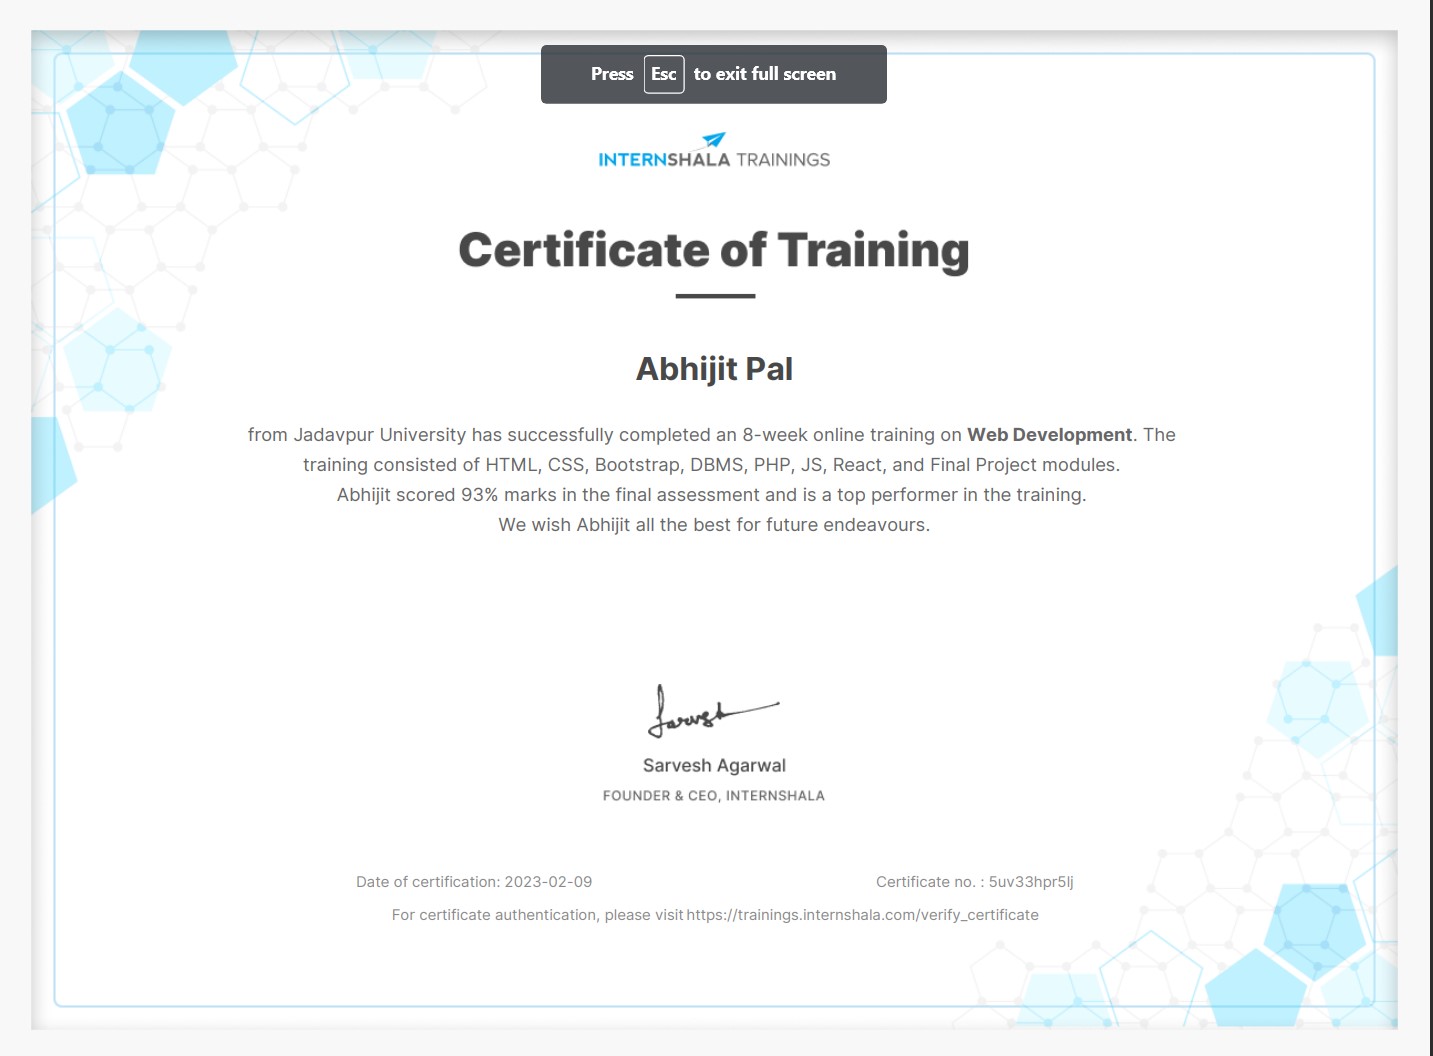 Press Esc to exit full screen
INTERNSHALA TRAININGS
Certificate of Training
Abhijit Pal
from Jadavpur University has successfully completed an 8-week online training on Web Development. The
training consisted of HTML, CSS, Bootstrap, DBMS, PHP, JS, React, and Final Project modules.
Abhijit scored 93% marks in the final assessment and is a top performer in the training.
We wish Abhijit all the best for future endeavours.
Sarvesh
Sarvesh Agarwal
FOUNDER & CEO, INTERNSHALA
Date of certification: 2023-02-09 Certificate no. : 5uv33hpr5lj
For certificate authentication, please visit https://trainings.internshala.com/verify_certificate